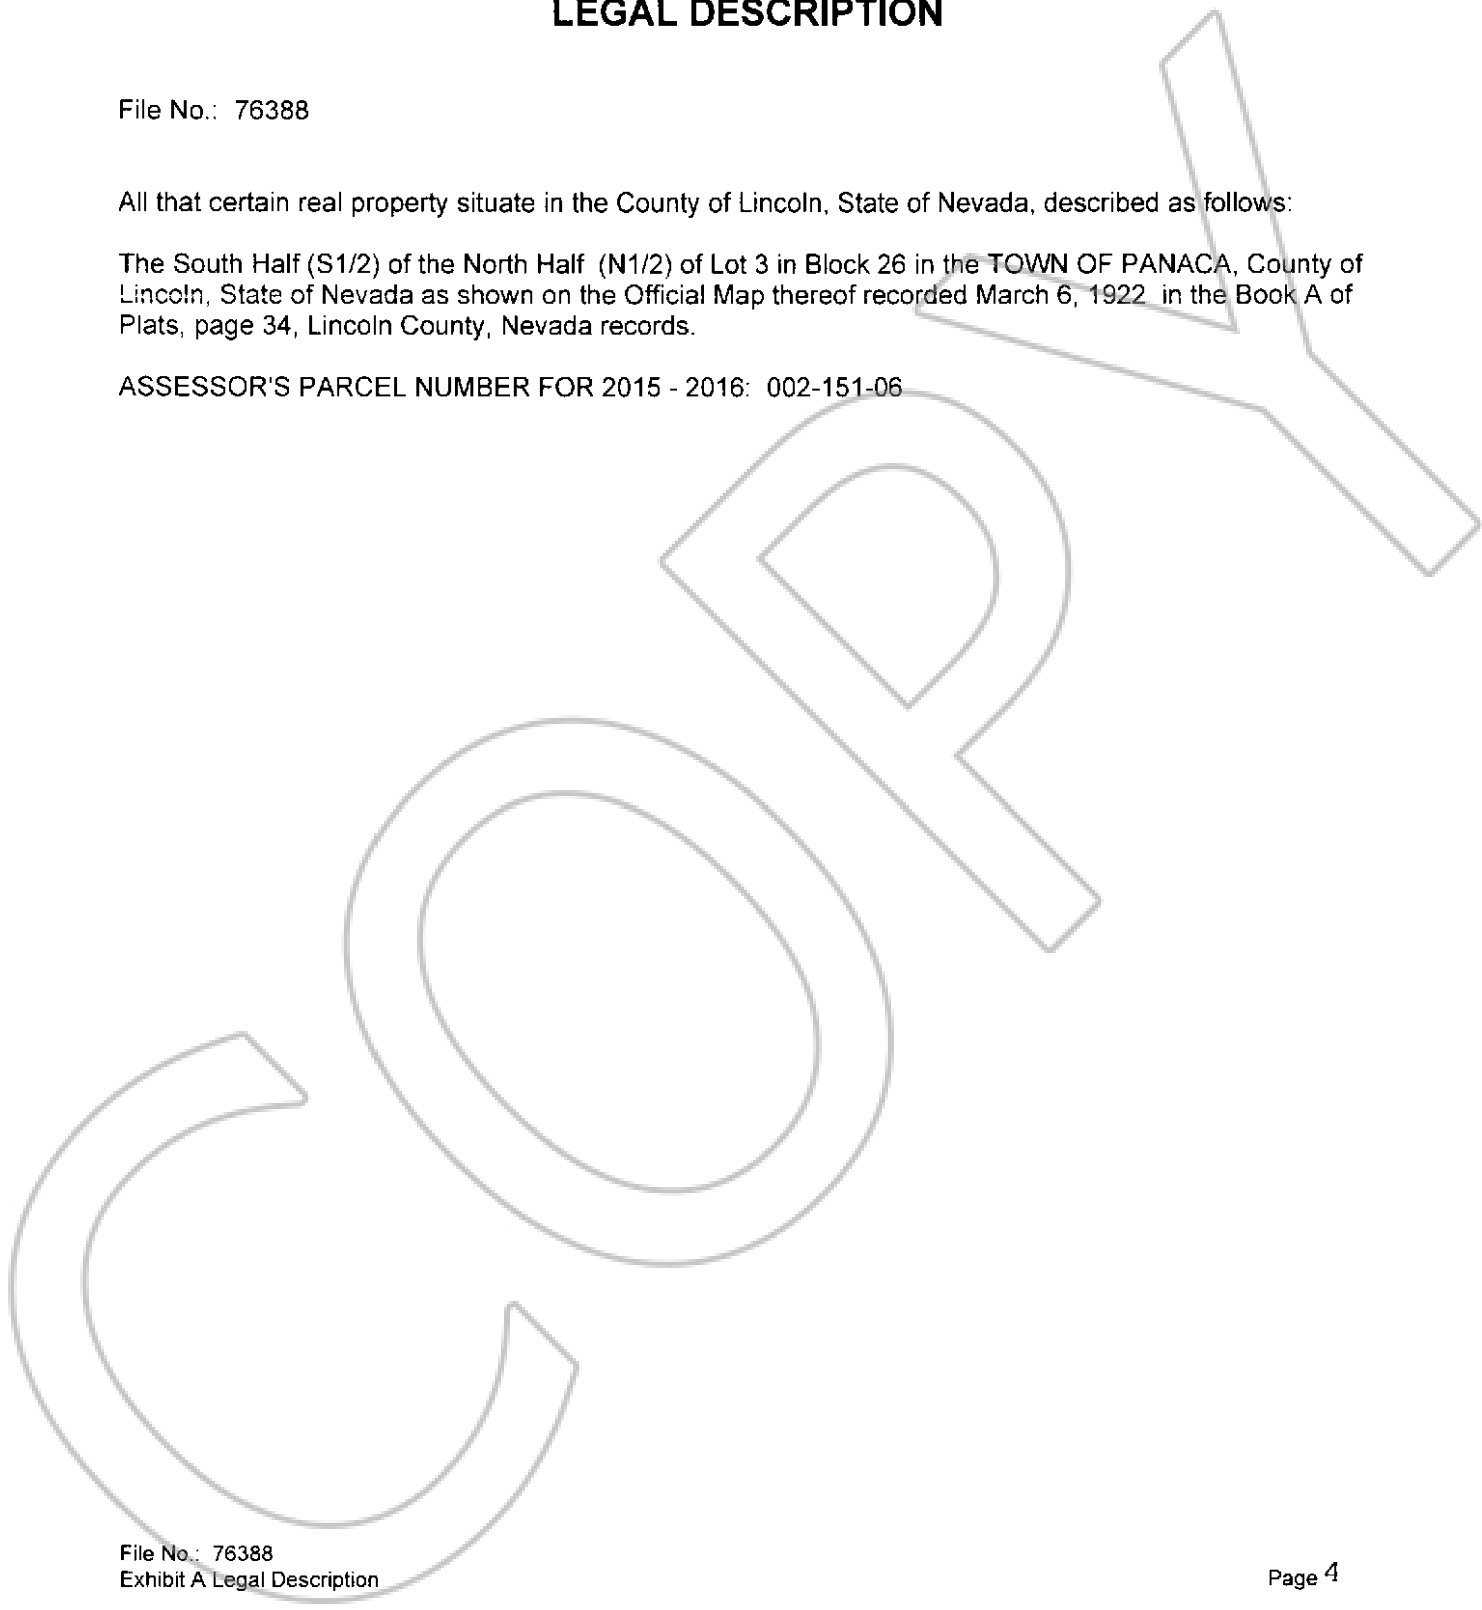 LEGAL DESCRIPTION
File No.: 76388
All that certain real property situate in the County of Lincoln, State of Nevada, described as follows:
The South Half (S1/2) of the North Half (N1/2) of Lot 3 in Block 26 in the TOWN OF PANACA, County of
Lincoln, State of Nevada as shown on the Official Map thereof recorded March 6, 1922 in the Book A of
Plats, page 34, Lincoln County, Nevada records.
ASSESSOR'S PARCEL NUMBER FOR 2015 - 2016: 002-151-06
COPY
File No.: 76388
Exhibit A Legal Description
Page 4